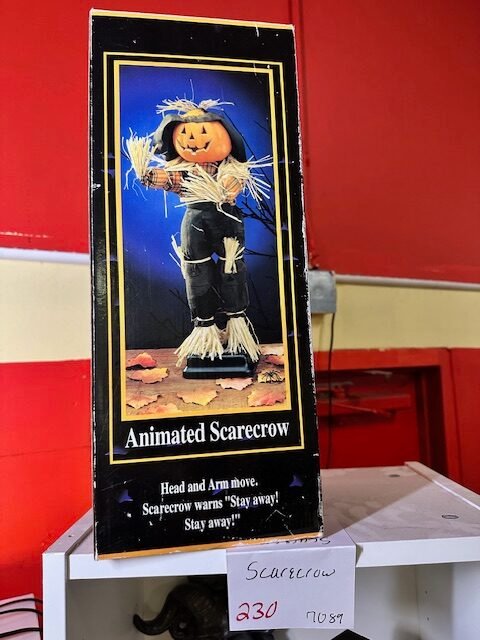 Animated Scarecrow
Head and Arm move.
Scarecrow warns "Stay away!
Stay away!"
Scarecrow
230 7089